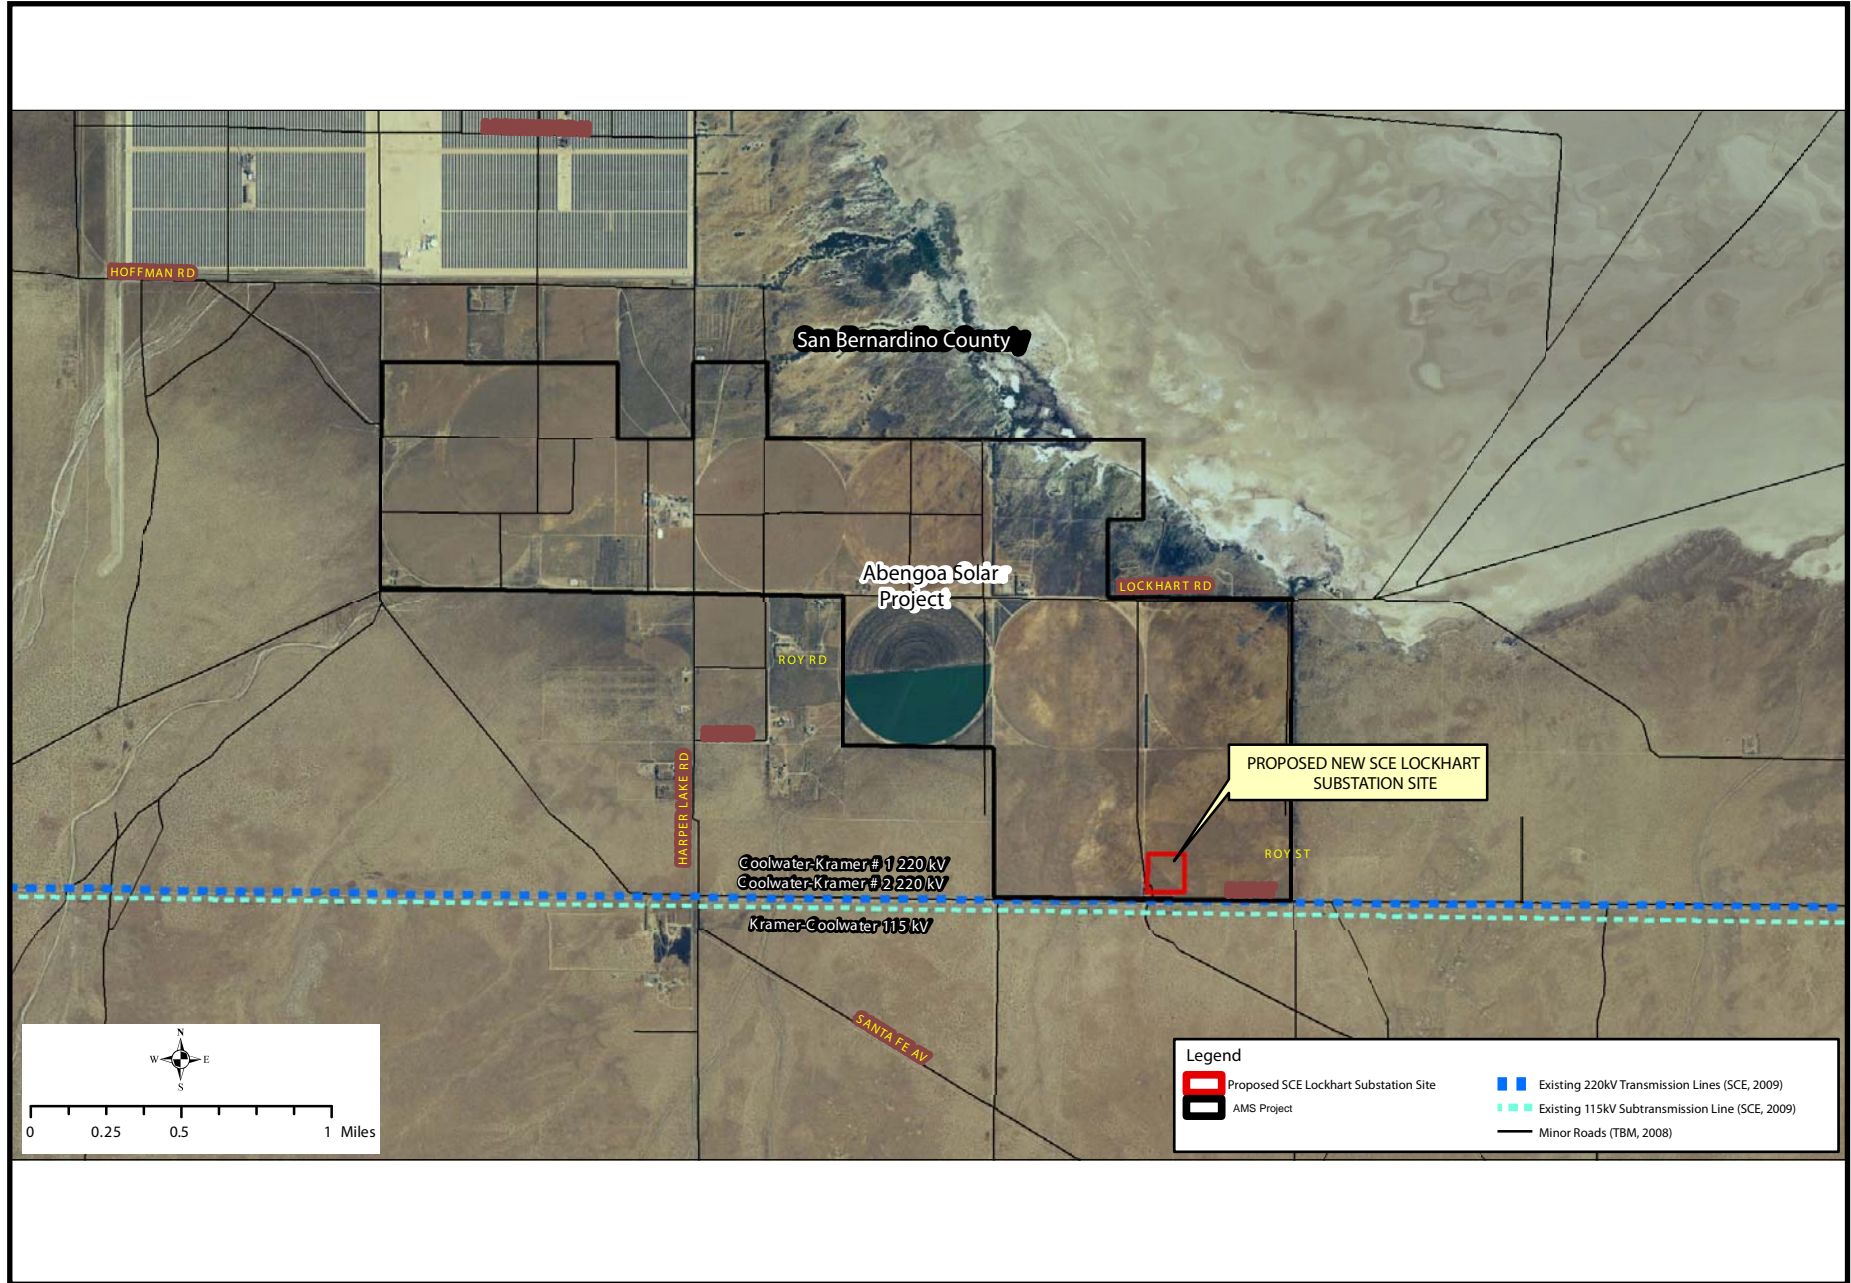 HOFFMAN RD
San Bernardino County
Abengoa Solar
Project
LOCKHART RD
ROY RD
HARPER LAKE RD
PROPOSED NEW SCE LOCKHART
SUBSTATION SITE
ROY ST
Coolwater-Kramer # 1 220 kV
Coolwater-Kramer # 2 220 kV
Kramer-Coolwater 115 kV
SANTA FE AV
N
W E
S
0 0.25 0.5 1 Miles
Legend
Proposed SCE Lockhart Substation Site
AMS Project
Existing 220kV Transmission Lines (SCE, 2009)
Existing 115kV Subtransmission Line (SCE, 2009)
Minor Roads (TBM, 2008)